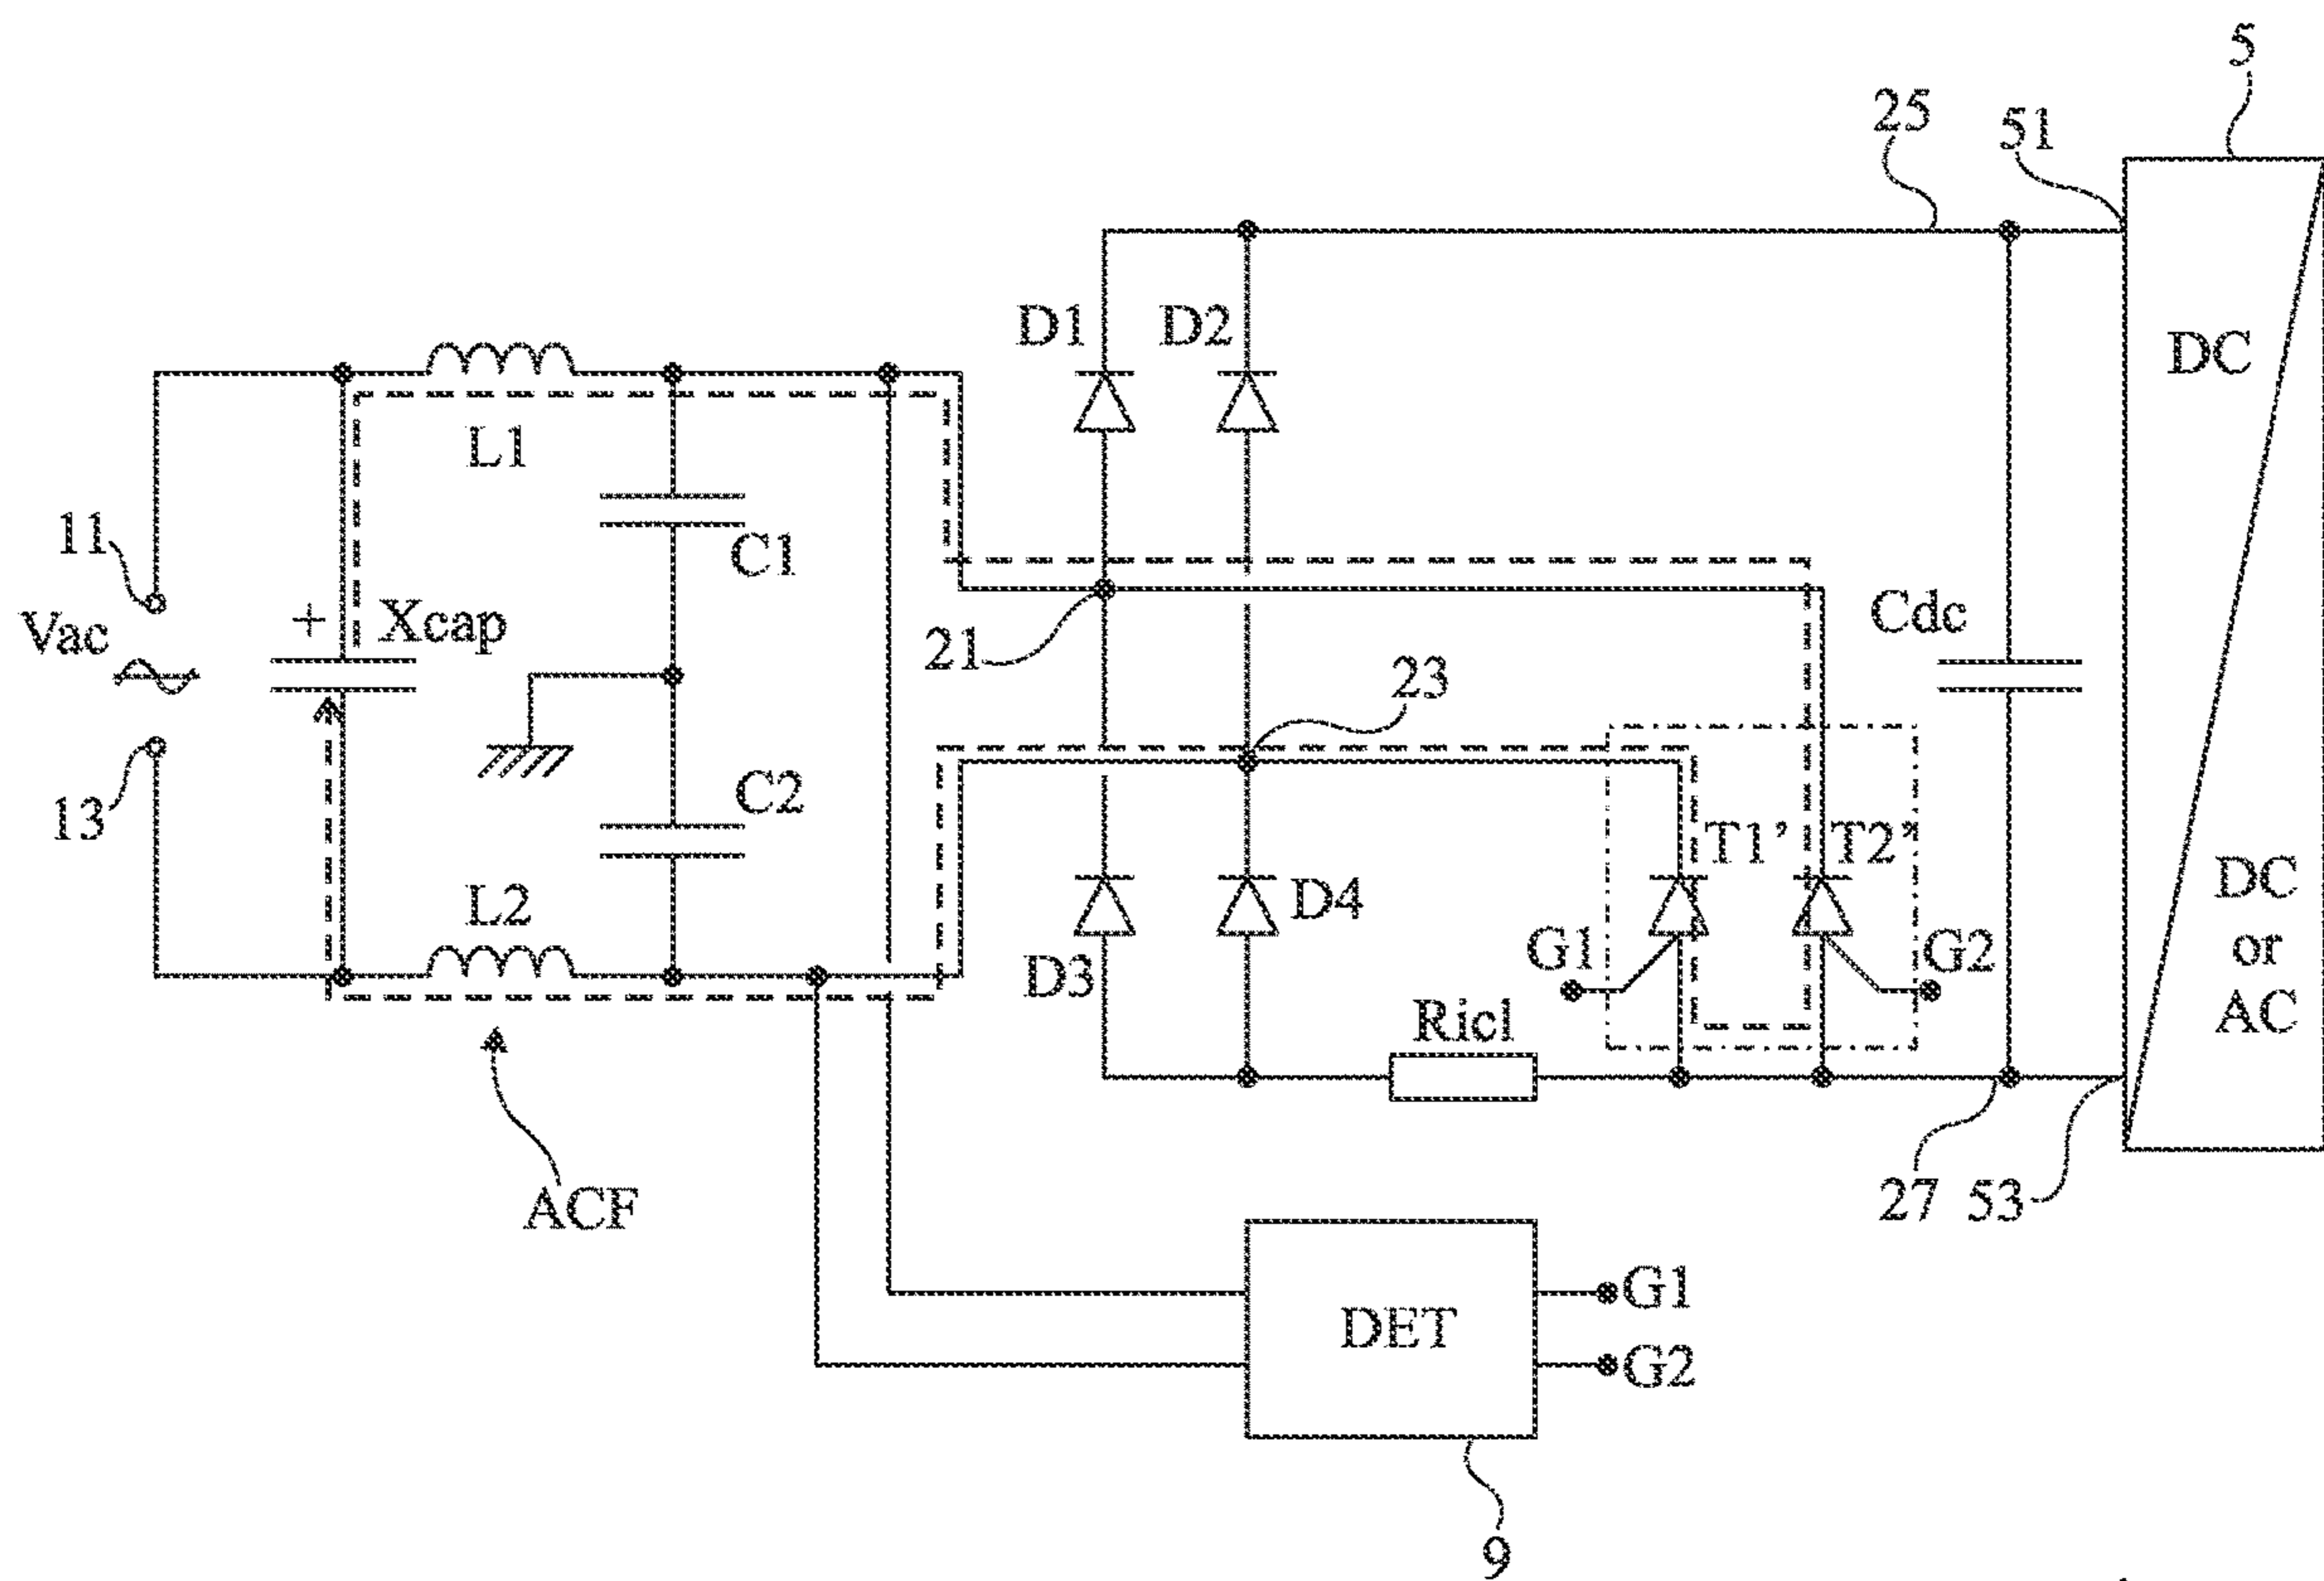 5
25
51
D1
D2
DC
L1
11
C1
+
Xcap
Vac
Cdc
21
23
C2
13
T1'
T2'
L2
D4
DC
or
AC
G1
G2
D3
Ricl
ACF
27
53
G1
DET
G2
9